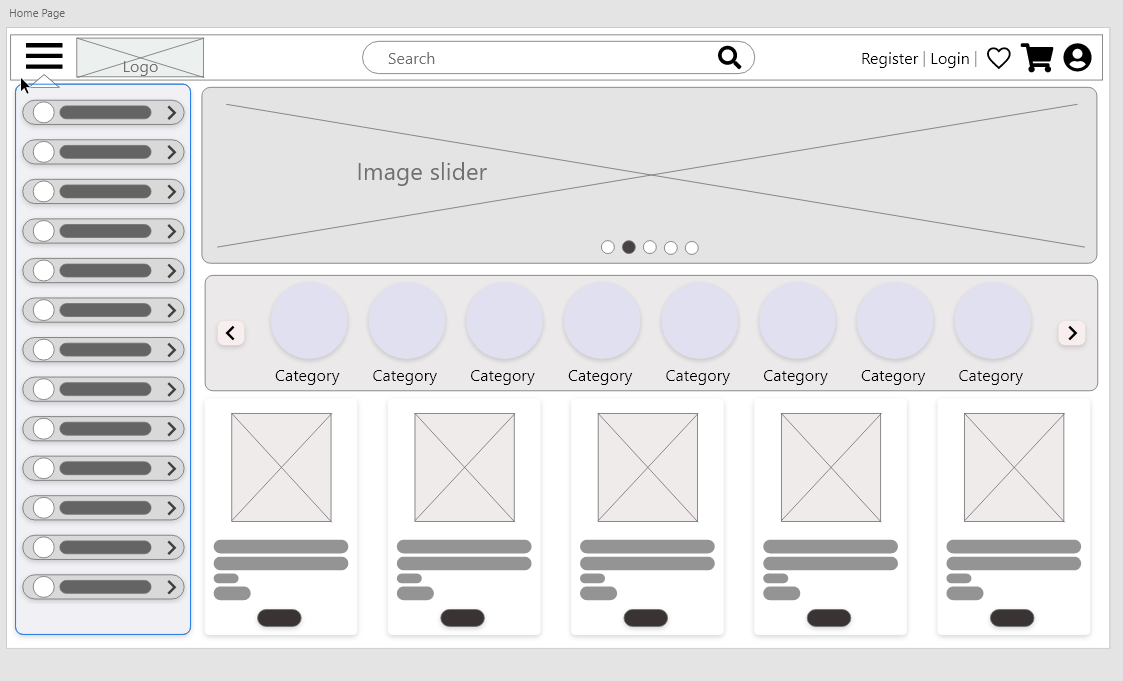 Home Page
Logo
Search
Register | Login |
Image slider
Category Category Category Category Category Category Category Category